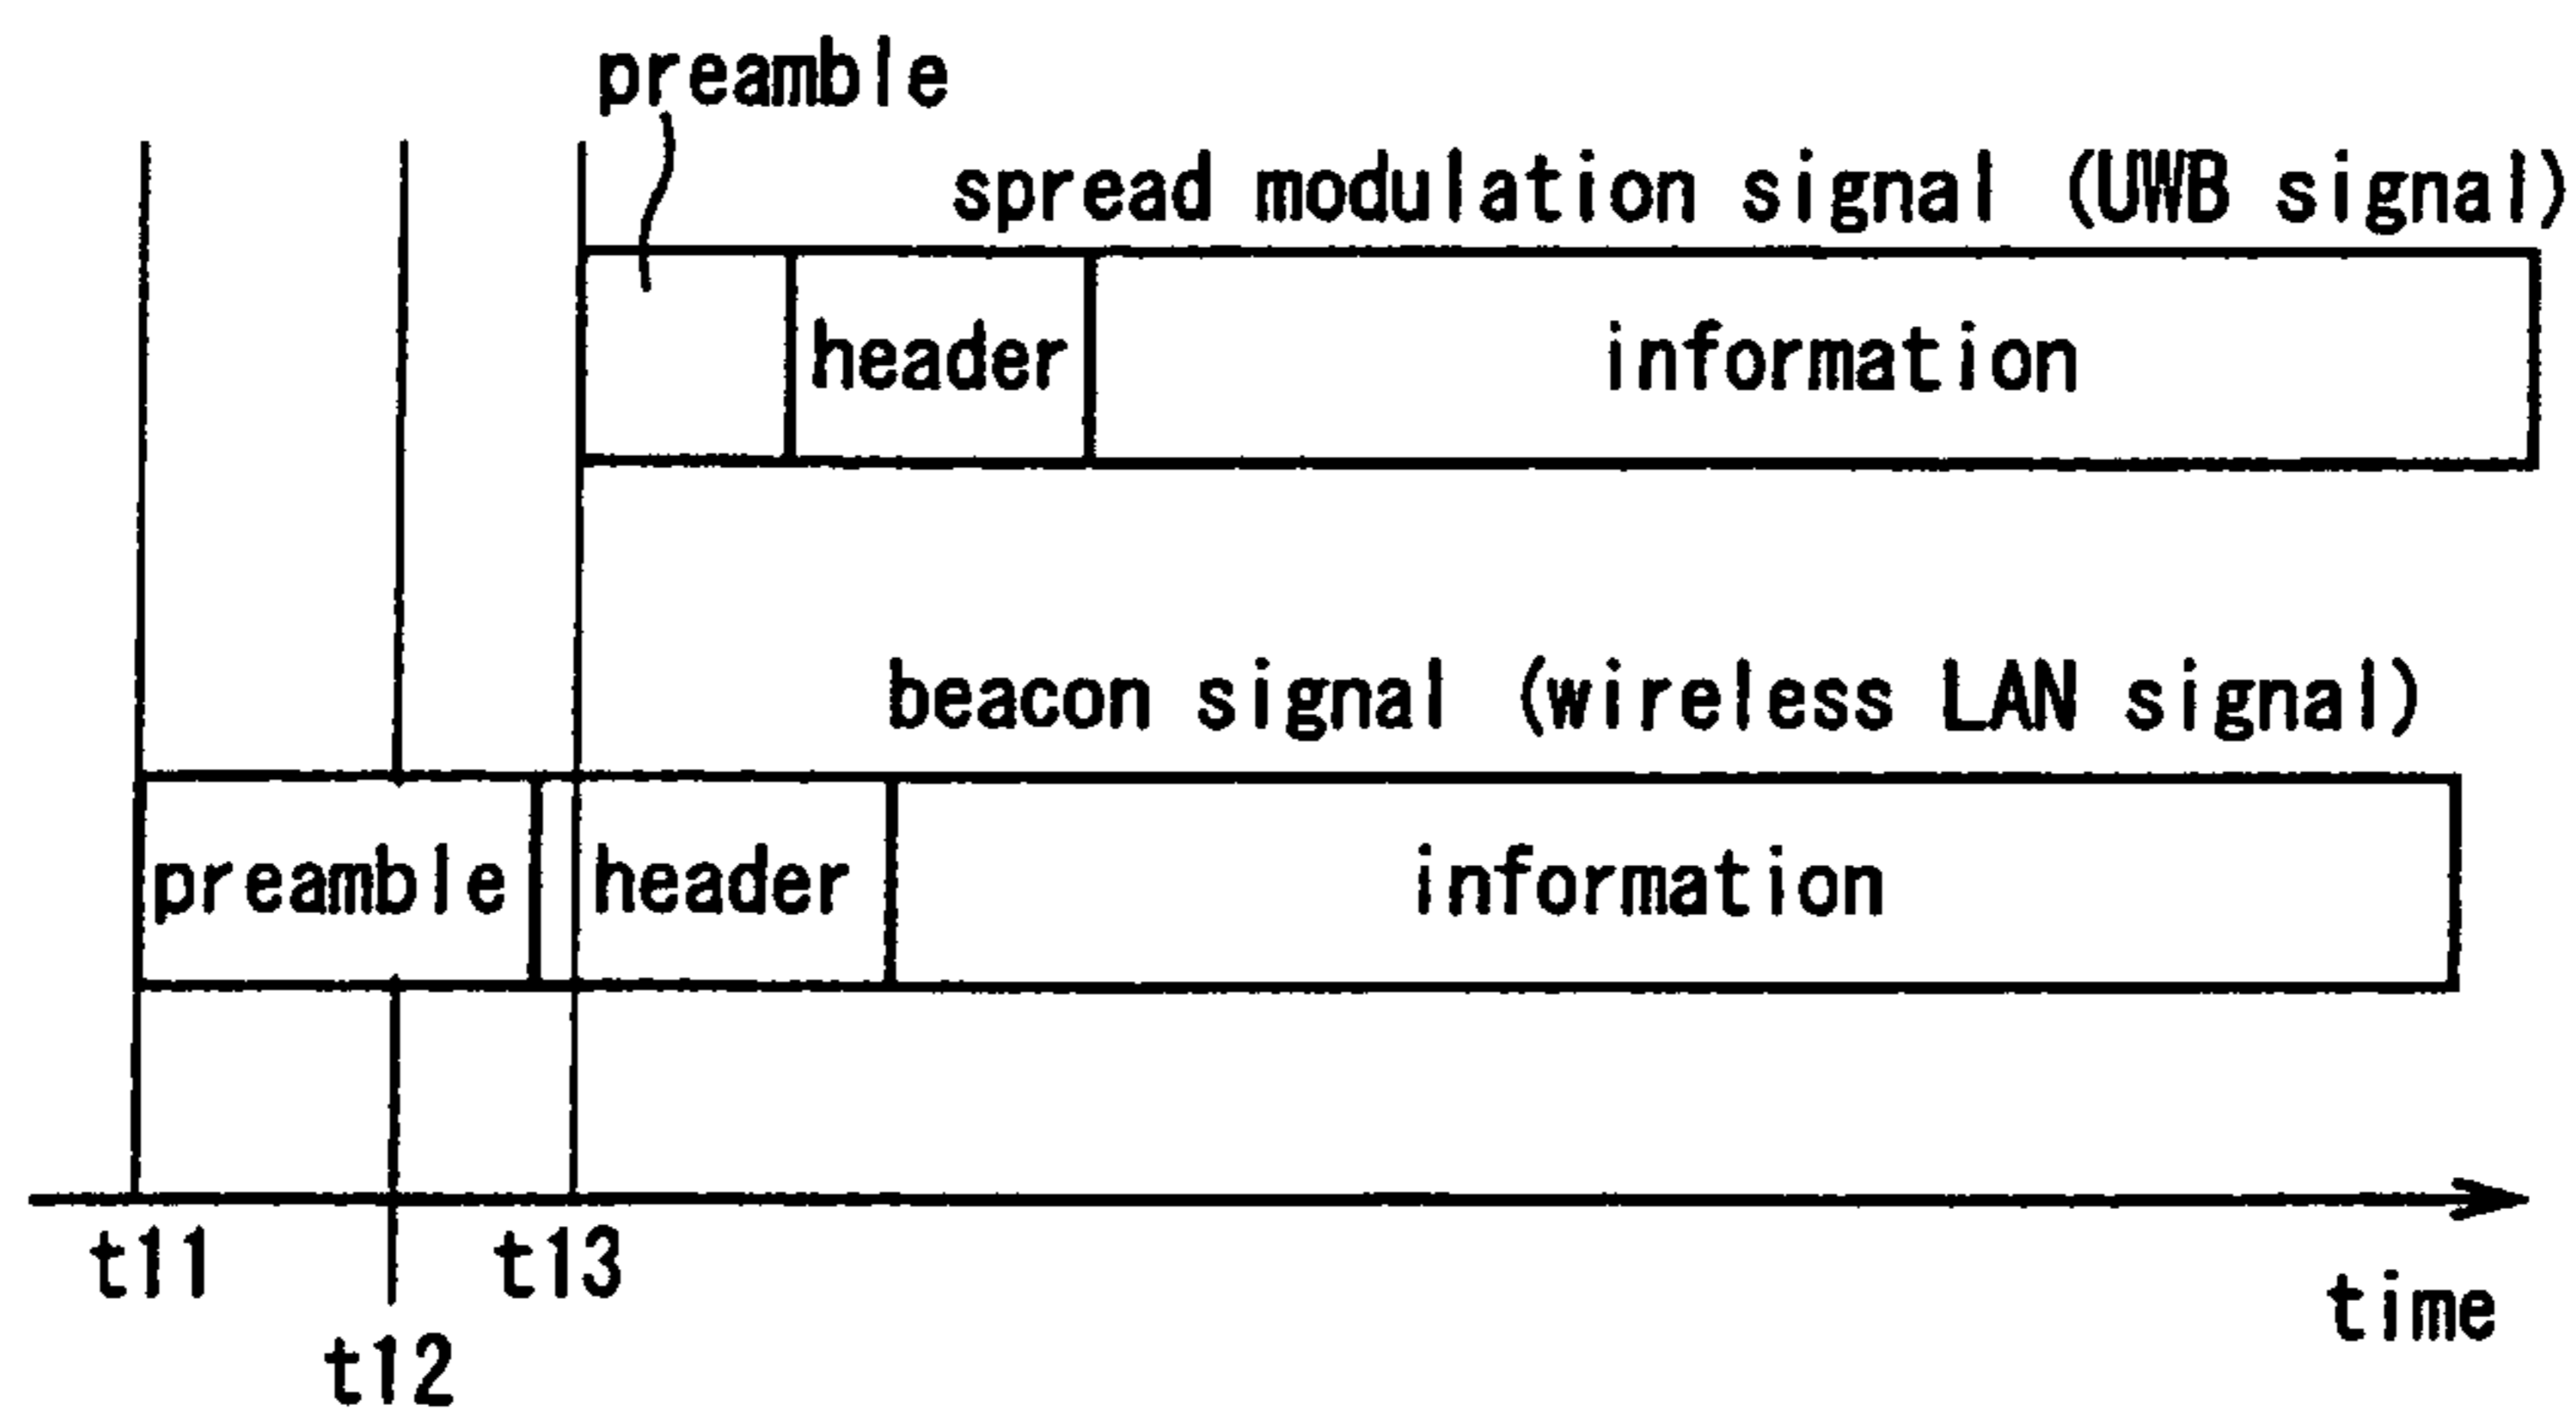 preamble
spread modulation signal (UWB signal)
header
information
beacon signal (wireless LAN signal)
preamble
header
information
t11
t13
t12
time